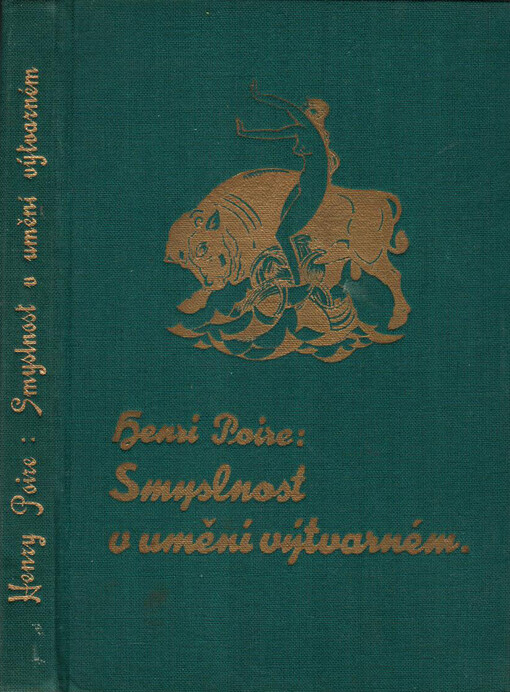 Henry Poire : Smyslnost v umění výtvarném
Henri Poire:
Smyslnost
v umění výtvarném.